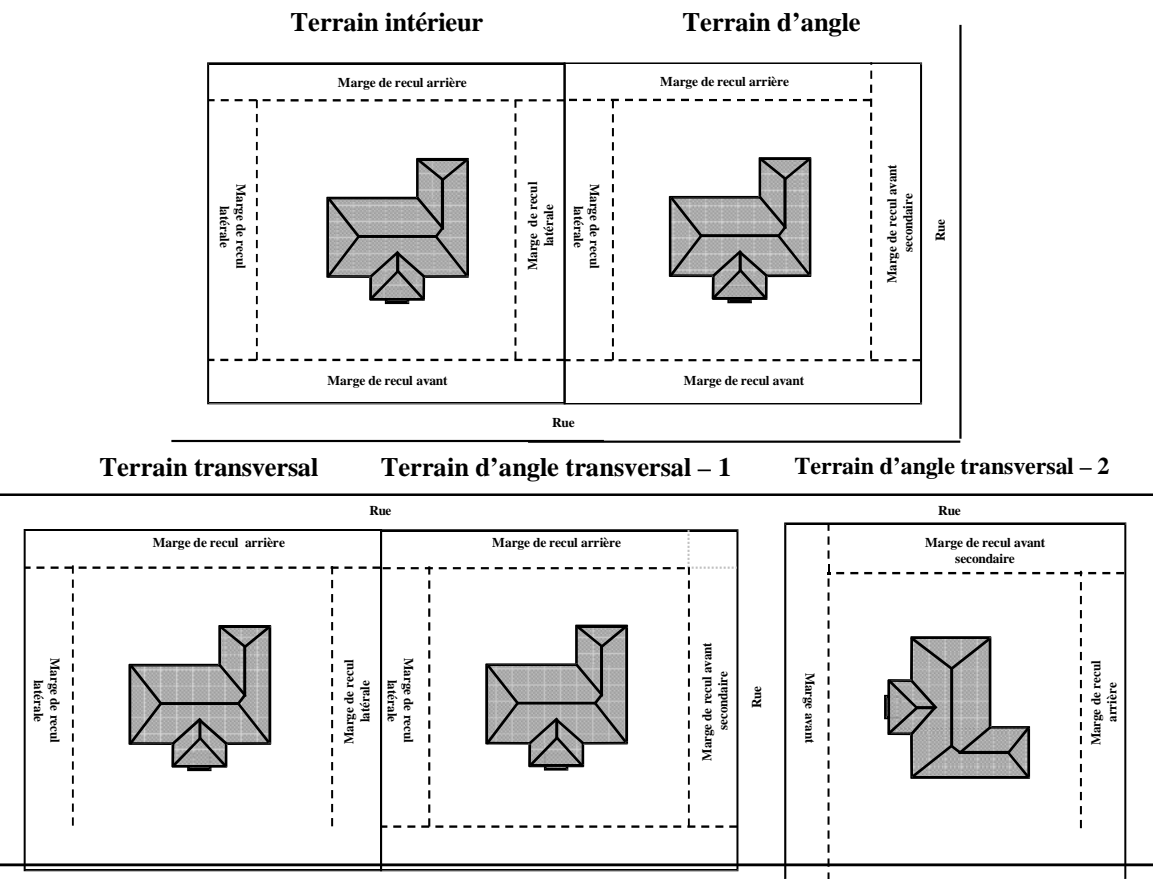 Terrain intérieur
Terrain d’angle
Marge de recul arrière
Marge de recul arrière
Marge de recul
latérale
Marge de recul
latérale
Marge de recul
latérale
Marge de recul avant
secondaire
Rue
Marge de recul avant
Marge de recul avant
Rue
Terrain transversal
Terrain d’angle transversal – 1
Terrain d’angle transversal – 2
Rue
Rue
Marge de recul arrière
Marge de recul arrière
Marge de recul avant
secondaire
Marge de recul
latérale
Marge de recul
latérale
Marge de recul
latérale
Marge de recul avant
secondaire
Rue
Marge avant
Marge de recul
arrière